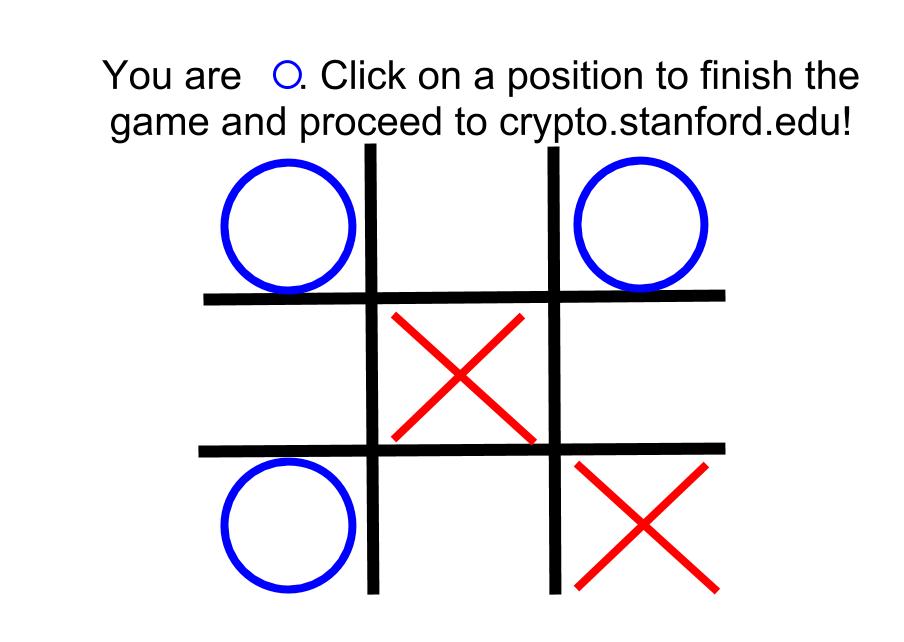 You are O. Click on a position to finish the
game and proceed to crypto.stanford.edu!